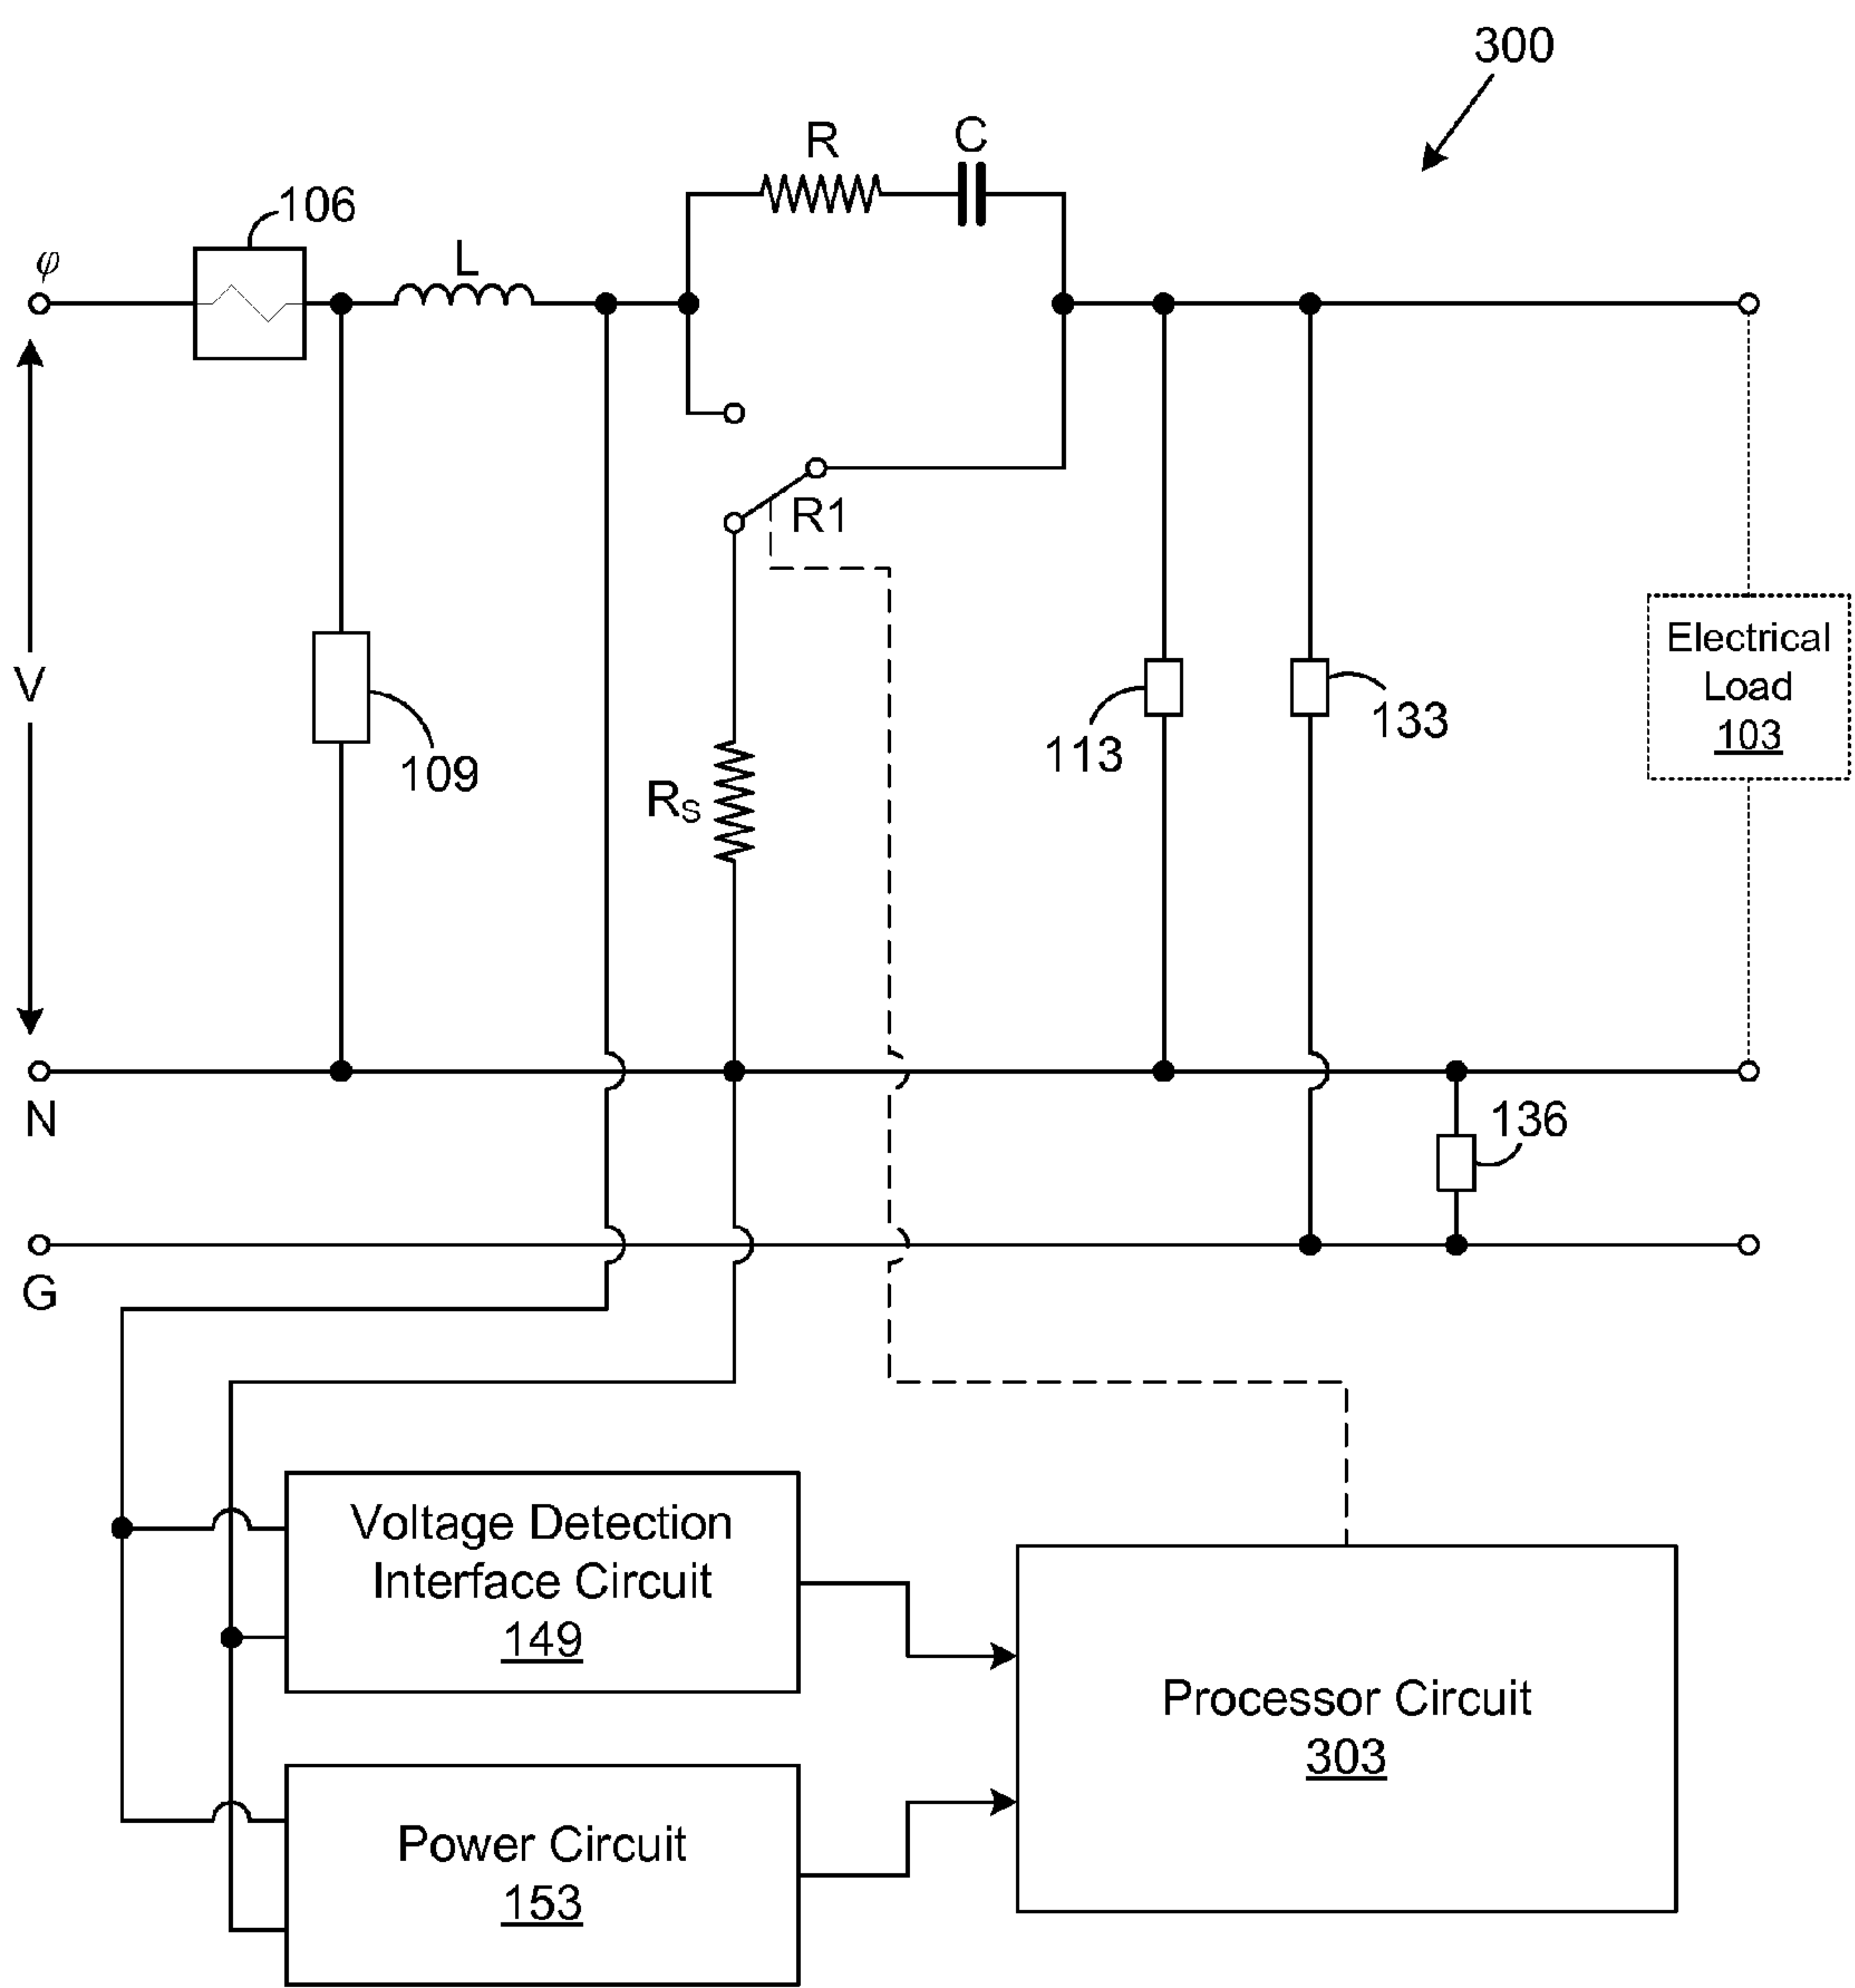 300
R
C
106
φ
L
R1
V
109
R_S
113
133
Electrical
Load
103
N
136
G
Voltage Detection
Interface Circuit
149
Processor Circuit
303
Power Circuit
153